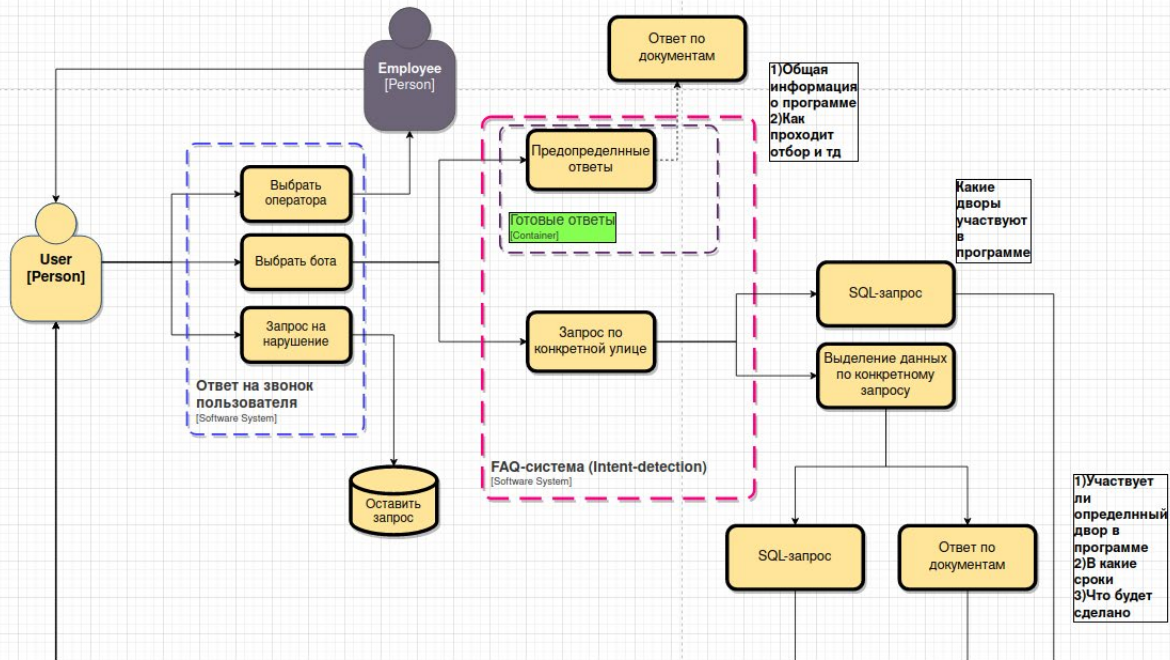 Employee
[Person]
Ответ по
документам
1)Общая
информация
о программе
2)Как
проходит
отбор и тд
Выбрать
оператора
Предопределнные
ответы
Готовые ответы
[Container]
Какие
дворы
участвуют
в
программе
User
[Person]
Выбрать бота
SQL-запрос
Запрос на
нарушение
Запрос по
конкретной улице
Выделение данных
по конкретному
запросу
Ответ на звонок
пользователя
[Software System]
FAQ-система (Intent-detection)
[Software System]
Оставить
запрос
SQL-запрос
Ответ по
документам
1)Участвует
ли
определнный
двор в
программе
2)В какие
сроки
3)Что будет
сделано